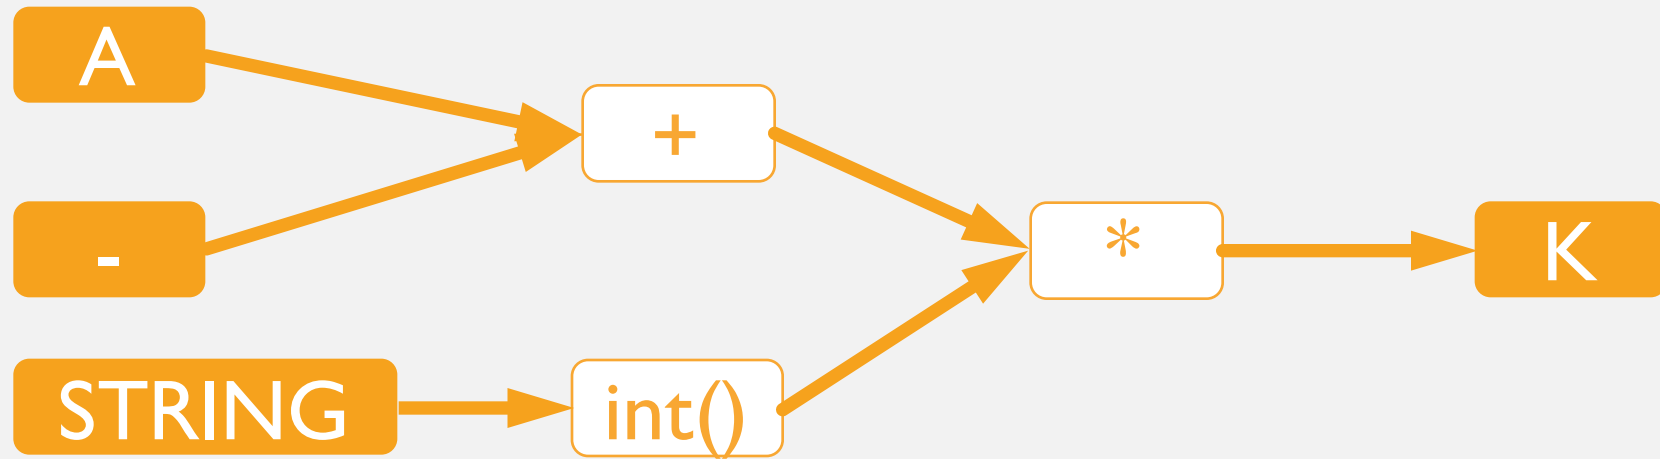 A
+
-
*
K
STRING
int()